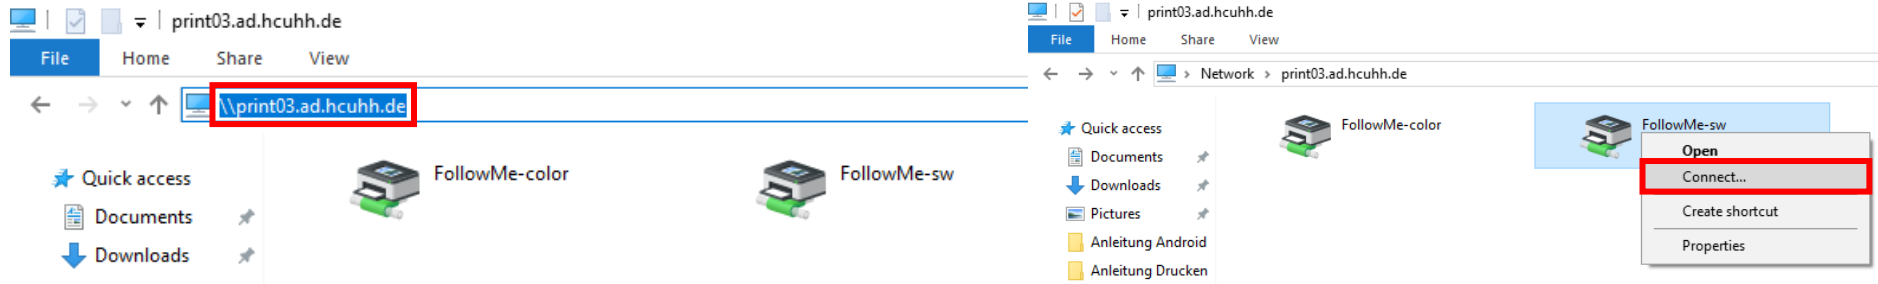 print03.ad.hcuhh.de
File Home Share View
\\print03.ad.hcuhh.de
Quick access
Documents
Downloads
FollowMe-color
FollowMe-sw
print03.ad.hcuhh.de
File Home Share View
Network > print03.ad.hcuhh.de
Quick access
Documents
Downloads
Pictures
Anleitung Android
Anleitung Drucken
FollowMe-color
FollowMe-sw
Open
Connect...
Create shortcut
Properties